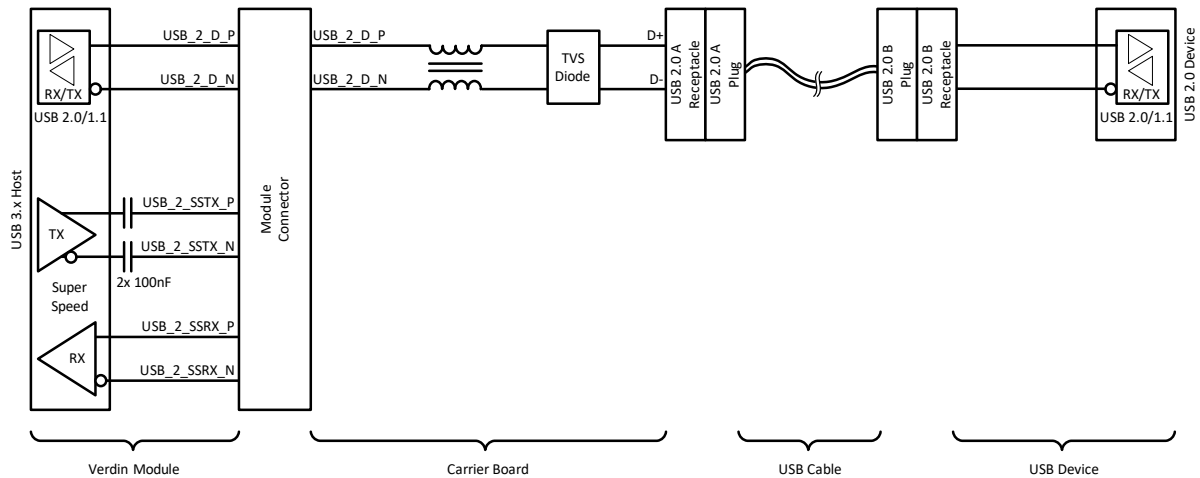 USB 3.x Host
RX/TX
USB 2.0/1.1
USB_2_D_P
USB_2_D_N
TX
Super
Speed
RX
USB_2_SSTX_P
USB_2_SSTX_N
2x 100nF
USB_2_SSRX_P
USB_2_SSRX_N
Module
Connector
USB_2_D_P
USB_2_D_N
TVS
Diode
D+
D-
USB 2.0 A
Receptacle
USB 2.0 A
Plug
USB 2.0 B
Plug
USB 2.0 B
Receptacle
RX/TX
USB 2.0/1.1
USB 2.0 Device
Verdin Module
Carrier Board
USB Cable
USB Device